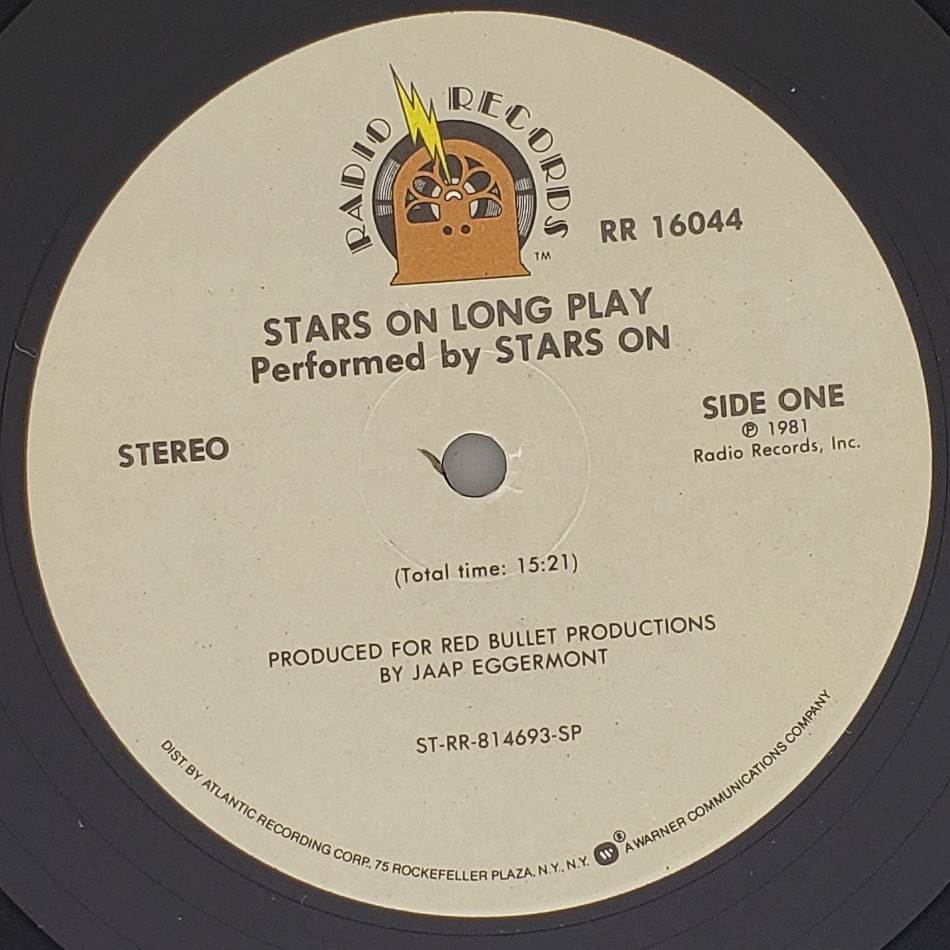 RADIO RECORDS
TM
RR 16044
STARS ON LONG PLAY
Performed by STARS ON
SIDE ONE
STEREO
℗ 1981
Radio Records, Inc.
(Total time: 15:21)
PRODUCED FOR RED BULLET PRODUCTIONS
BY JAAP EGGERMONT
ST-RR-814693-SP
DIST. BY ATLANTIC RECORDING CORP., 75 ROCKEFELLER PLAZA, N.Y., N.Y. ® A WARNER COMMUNICATIONS COMPANY